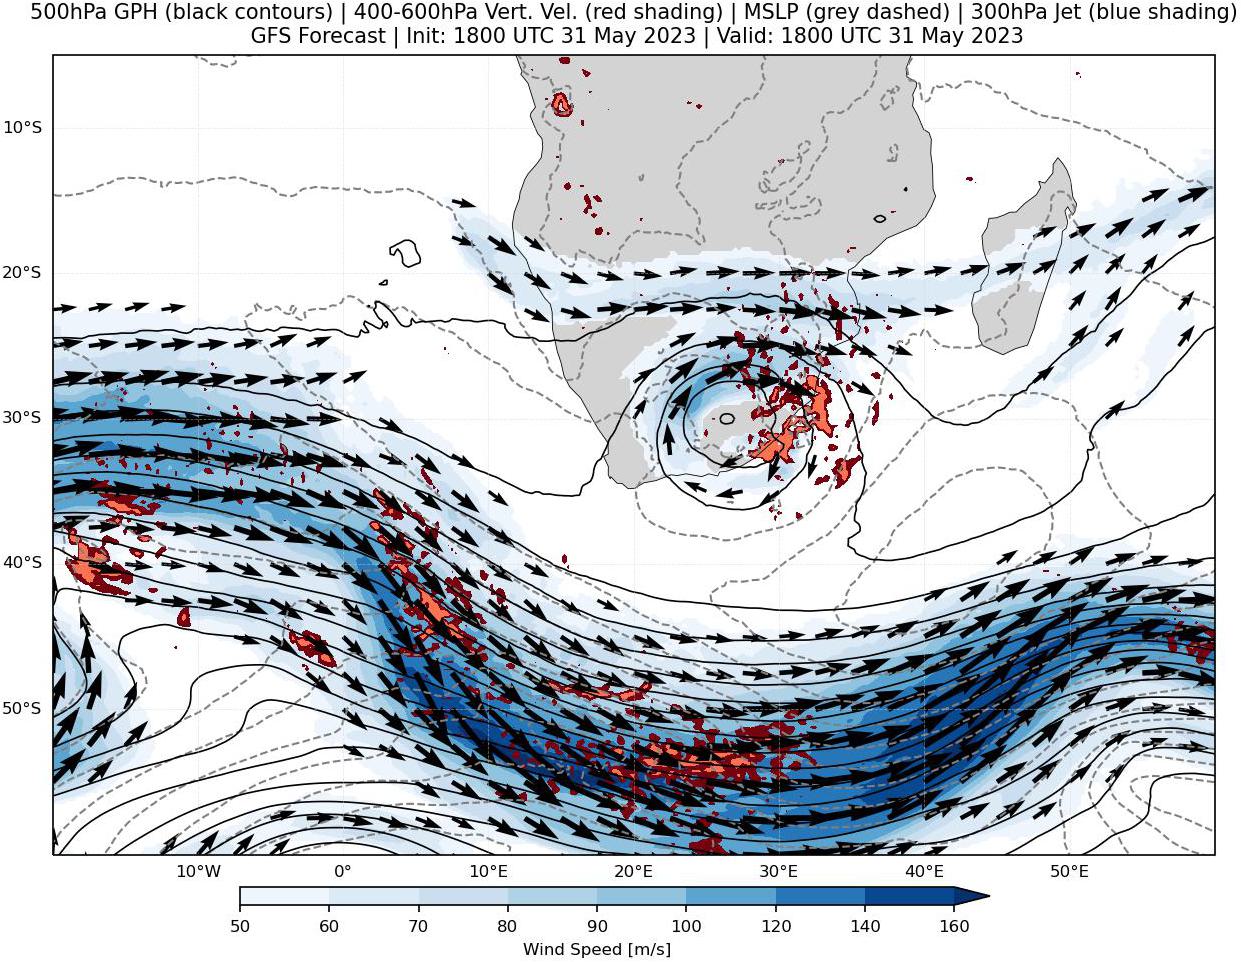 500hPa GPH (black contours) | 400-600hPa Vert. Vel. (red shading) | MSLP (grey dashed) | 300hPa Jet (blue shading)
GFS Forecast | Init: 1800 UTC 31 May 2023 | Valid: 1800 UTC 31 May 2023
10°S
20°S
30°S
40°S
50°S
10°W 0° 10°E 20°E 30°E 40°E 50°E
50 60 70 80 90 100 120 140 160
Wind Speed [m/s]